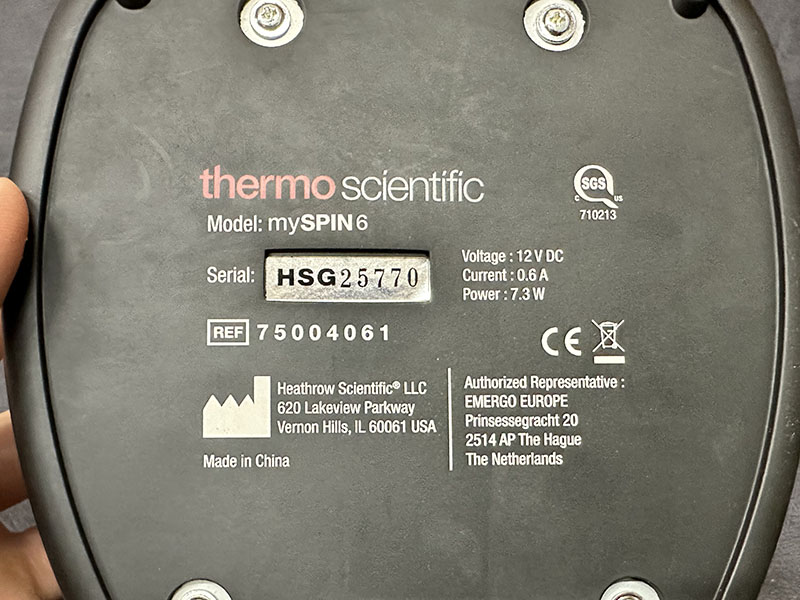 thermo scientific
Model: mySPIN 6
Serial: HSG25770
REF 75004061
SGS
C US
710213
Voltage : 12 V DC
Current : 0.6 A
Power : 7.3 W
CE
Heathrow Scientific® LLC
620 Lakeview Parkway
Vernon Hills, IL 60061 USA
Made in China
Authorized Representative :
EMERGO EUROPE
Prinsessegracht 20
2514 AP The Hague
The Netherlands